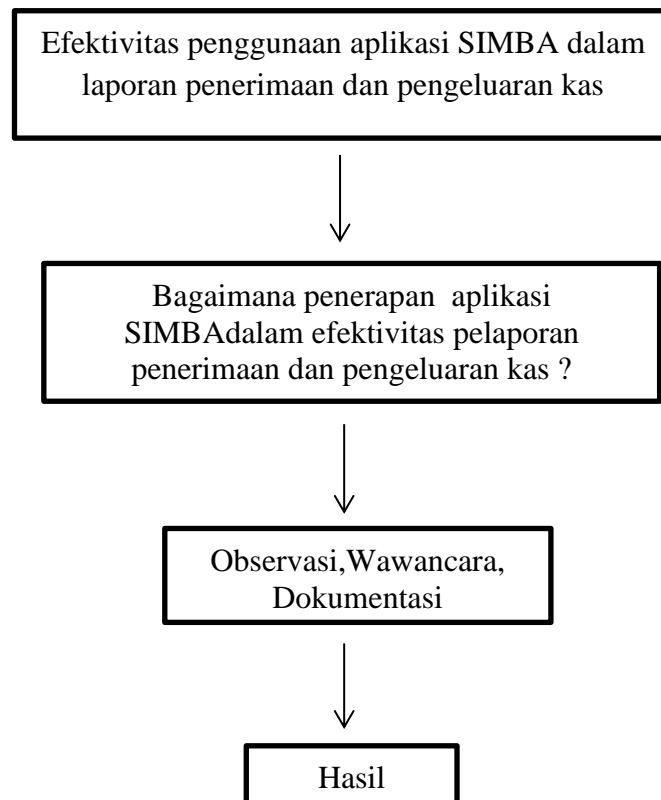 Efektivitas penggunaan aplikasi SIMBA dalam
laporan penerimaan dan pengeluaran kas
Bagaimana penerapan  aplikasi
SIMBAdalam efektivitas pelaporan
penerimaan dan pengeluaran kas ?
Observasi,Wawancara,
Dokumentasi
Hasil